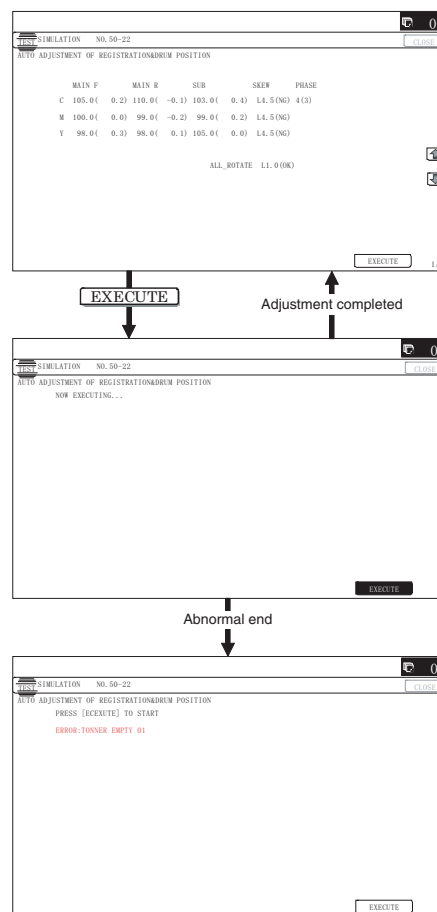 0
TEST SIMULATION NO. 50-22 CLOSE
AUTO ADJUSTMENT OF REGISTRATION&DRUM POSITION
MAIN F MAIN R SUB SKEW PHASE
C 105.0( 0.2) 110.0( -0.1) 103.0( 0.4) L4.5(NG) 4(3)
M 100.0( 0.0) 99.0( -0.2) 99.0( 0.2) L4.5(NG)
Y 98.0( 0.3) 98.0( 0.1) 105.0( 0.0) L4.5(NG)
ALL_ROTATE L1.0(OK)
EXECUTE
EXECUTE Adjustment completed
0
TEST SIMULATION NO. 50-22 CLOSE
AUTO ADJUSTMENT OF REGISTRATION&DRUM POSITION
NOW EXECUTING...
EXECUTE
Abnormal end
0
TEST SIMULATION NO. 50-22 CLOSE
AUTO ADJUSTMENT OF REGISTRATION&DRUM POSITION
PRESS [ECEXUTE] TO START
ERROR:TONNER EMPTY 01
EXECUTE